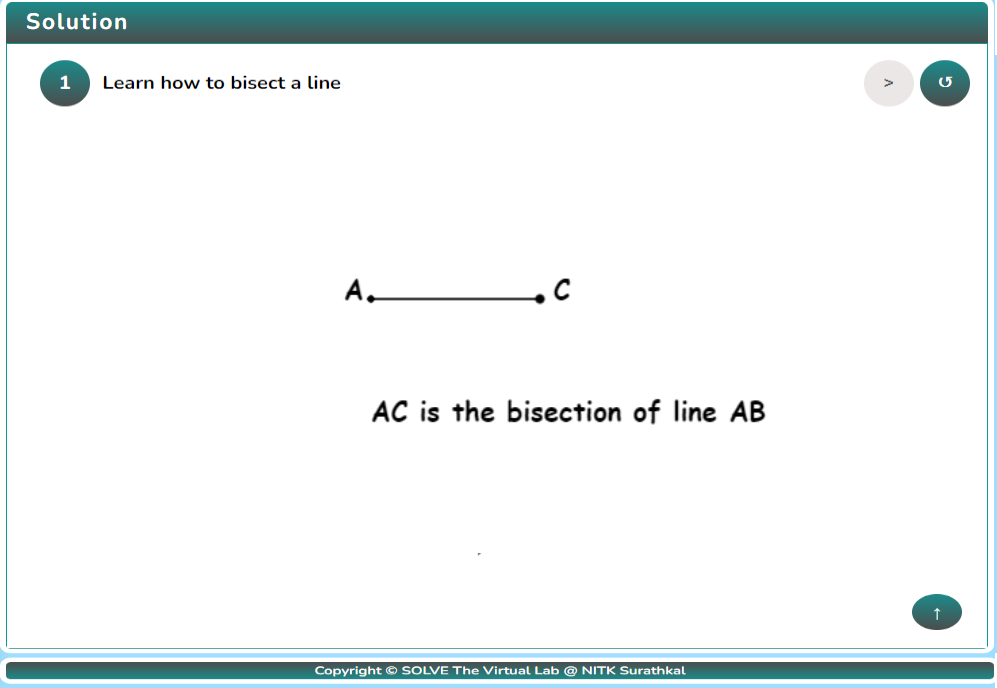 Solution
1 Learn how to bisect a line > ↺
A C
AC is the bisection of line AB
↑
Copyright © SOLVE The Virtual Lab @ NITK Surathkal